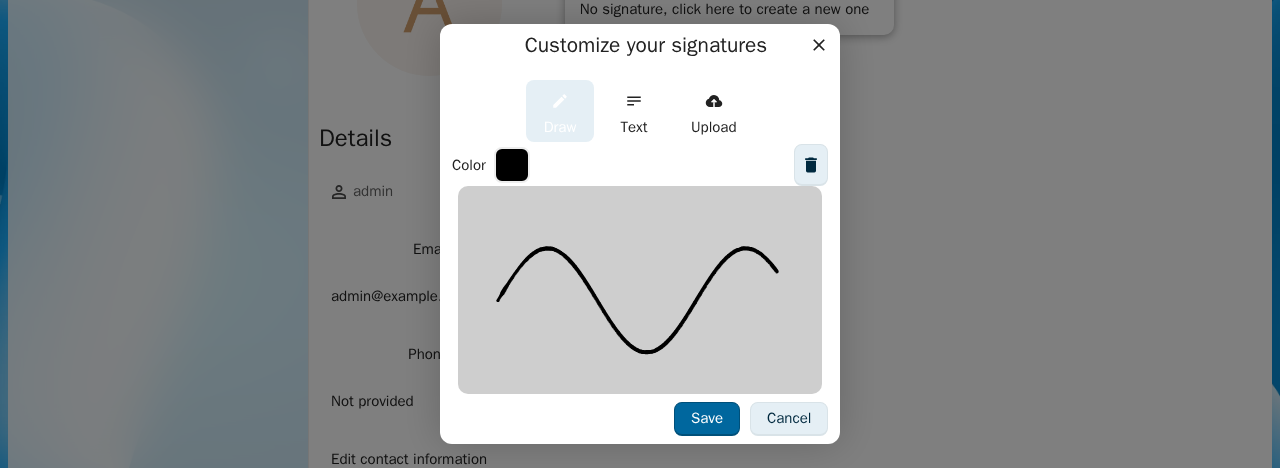 No signature, click here to create a new one
A
Customize your signatures
Draw
Text
Upload
Details
Color
admin
Ema
admin@example.
Phon
Not provided
Save
Cancel
Edit contact information